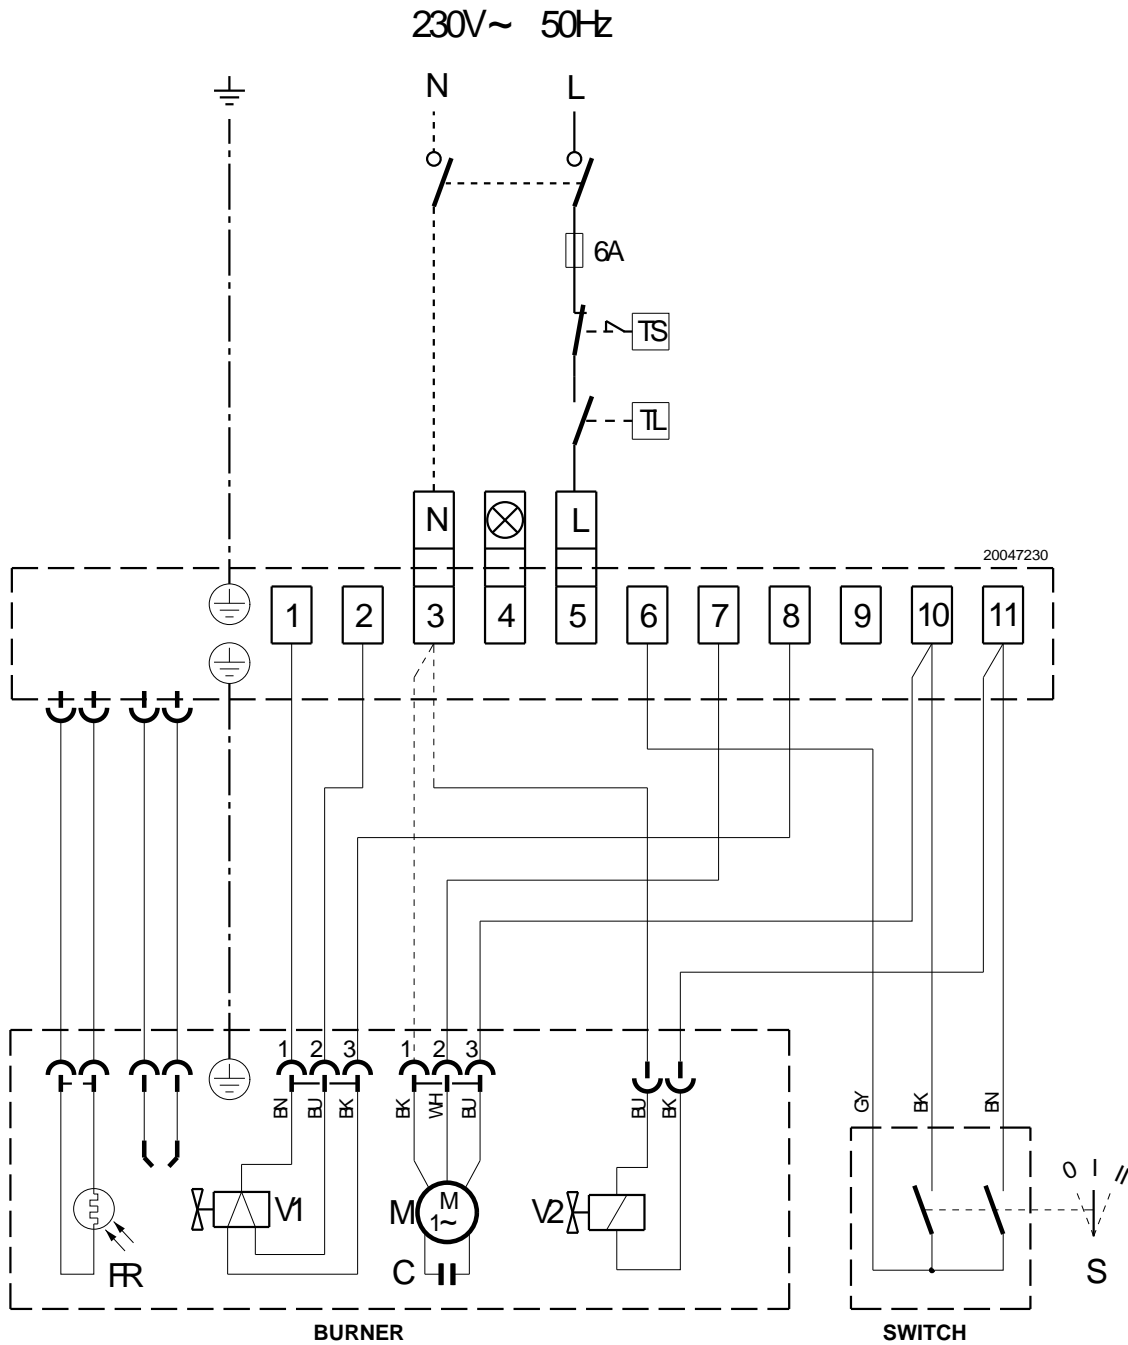 230V~ 50Hz
N L
6A
TS
TL
N L
20047230
1 2 3 4 5 6 7 8 9 10 11
1 2 3 1 2 3
BN BU BK BK WH BU BU BK GY BK BN
0 I II
V1 M M 1~ V2
C
FR
S
BURNER SWITCH